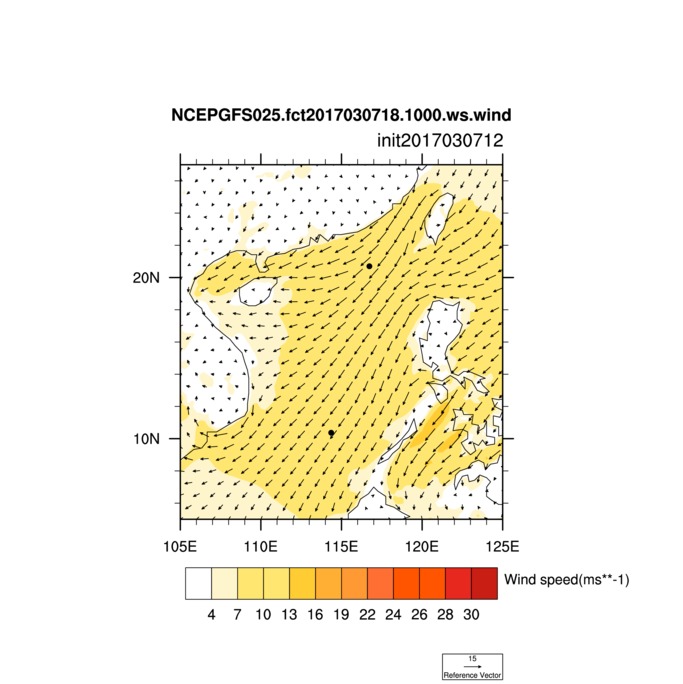 NCEPGFS025.fct2017030718.1000.ws.wind
init2017030712
20N
10N
105E 110E 115E 120E 125E
Wind speed(ms**-1)
4 7 10 13 16 19 22 24 26 28 30
15
Reference Vector